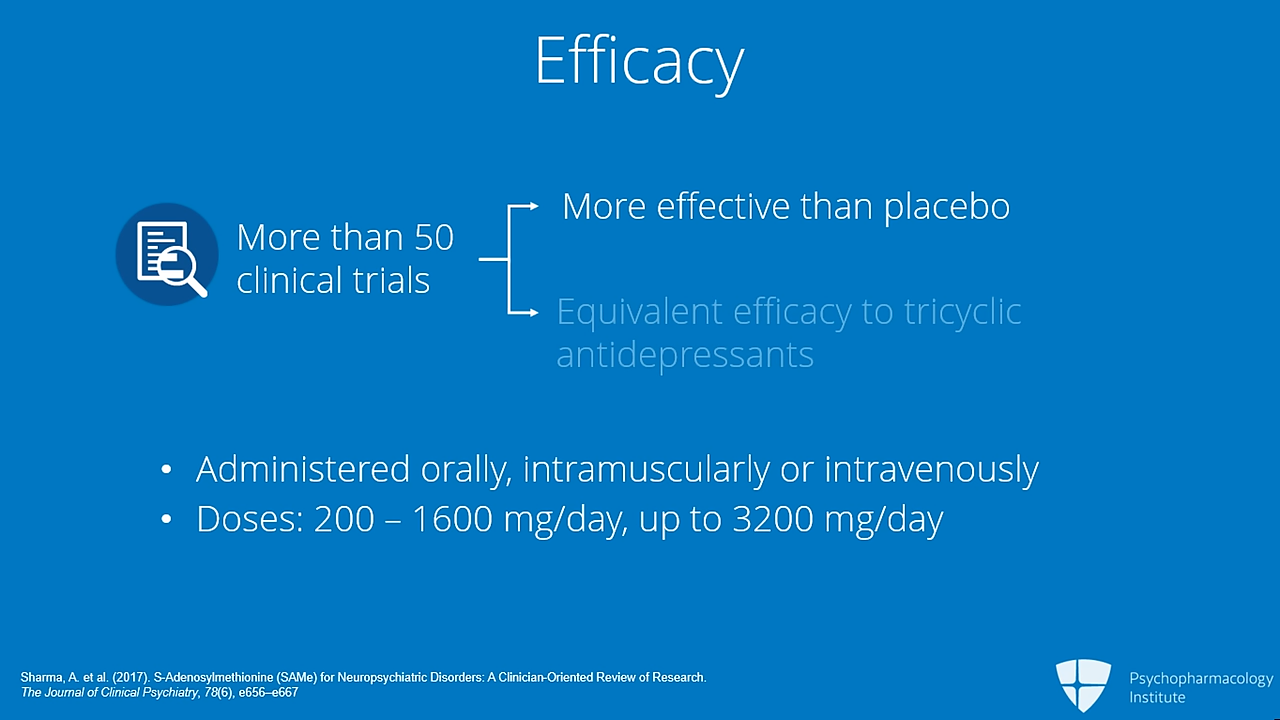 Efficacy
More than 50
clinical trials
More effective than placebo
Equivalent efficacy to tricyclic
antidepressants
• Administered orally, intramuscularly or intravenously
• Doses: 200 – 1600 mg/day, up to 3200 mg/day
Sharma, A. et al. (2017). S-Adenosylmethionine (SAMe) for Neuropsychiatric Disorders: A Clinician-Oriented Review of Research.
The Journal of Clinical Psychiatry, 78(6), e656–e667
Psychopharmacology
Institute